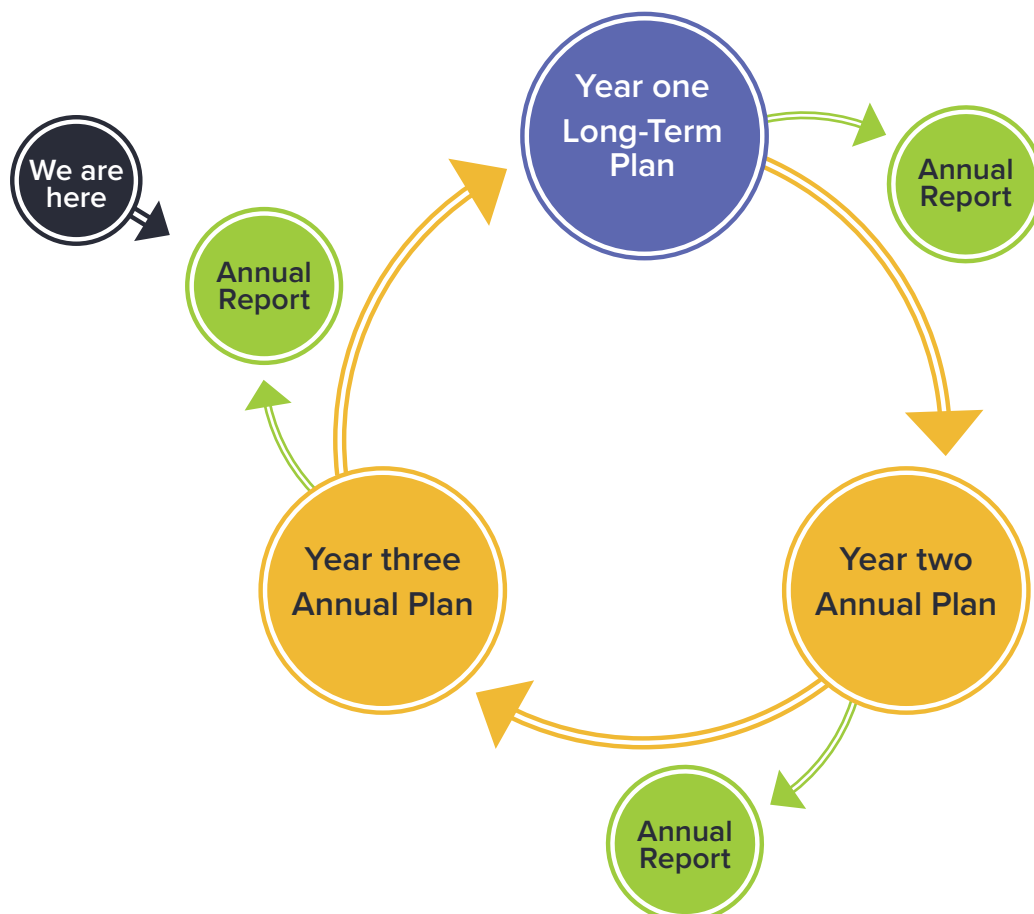 Year one
Long-Term
Plan
Annual
Report
We are
here
Annual
Report
Year three
Annual Plan
Year two
Annual Plan
Annual
Report